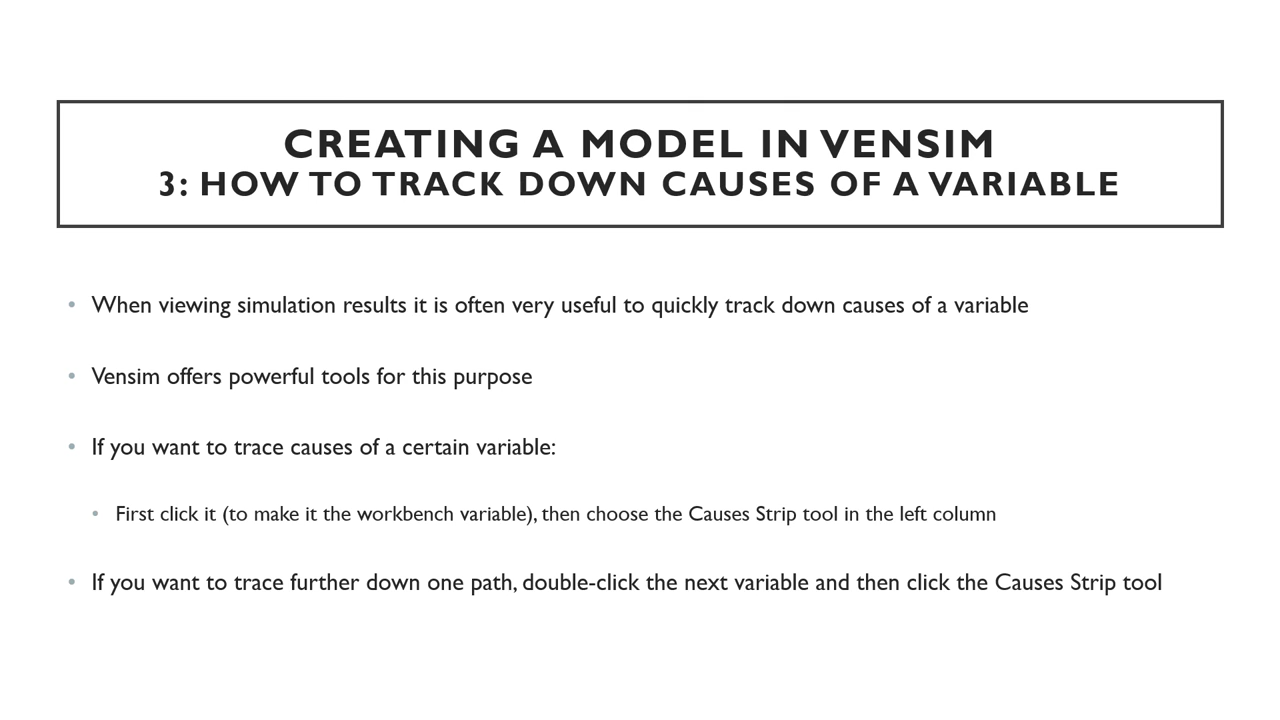 CREATING A MODEL IN VENSIM
3: HOW TO TRACK DOWN CAUSES OF A VARIABLE
• When viewing simulation results it is often very useful to quickly track down causes of a variable
• Vensim offers powerful tools for this purpose
• If you want to trace causes of a certain variable:
• First click it (to make it the workbench variable), then choose the Causes Strip tool in the left column
• If you want to trace further down one path, double-click the next variable and then click the Causes Strip tool